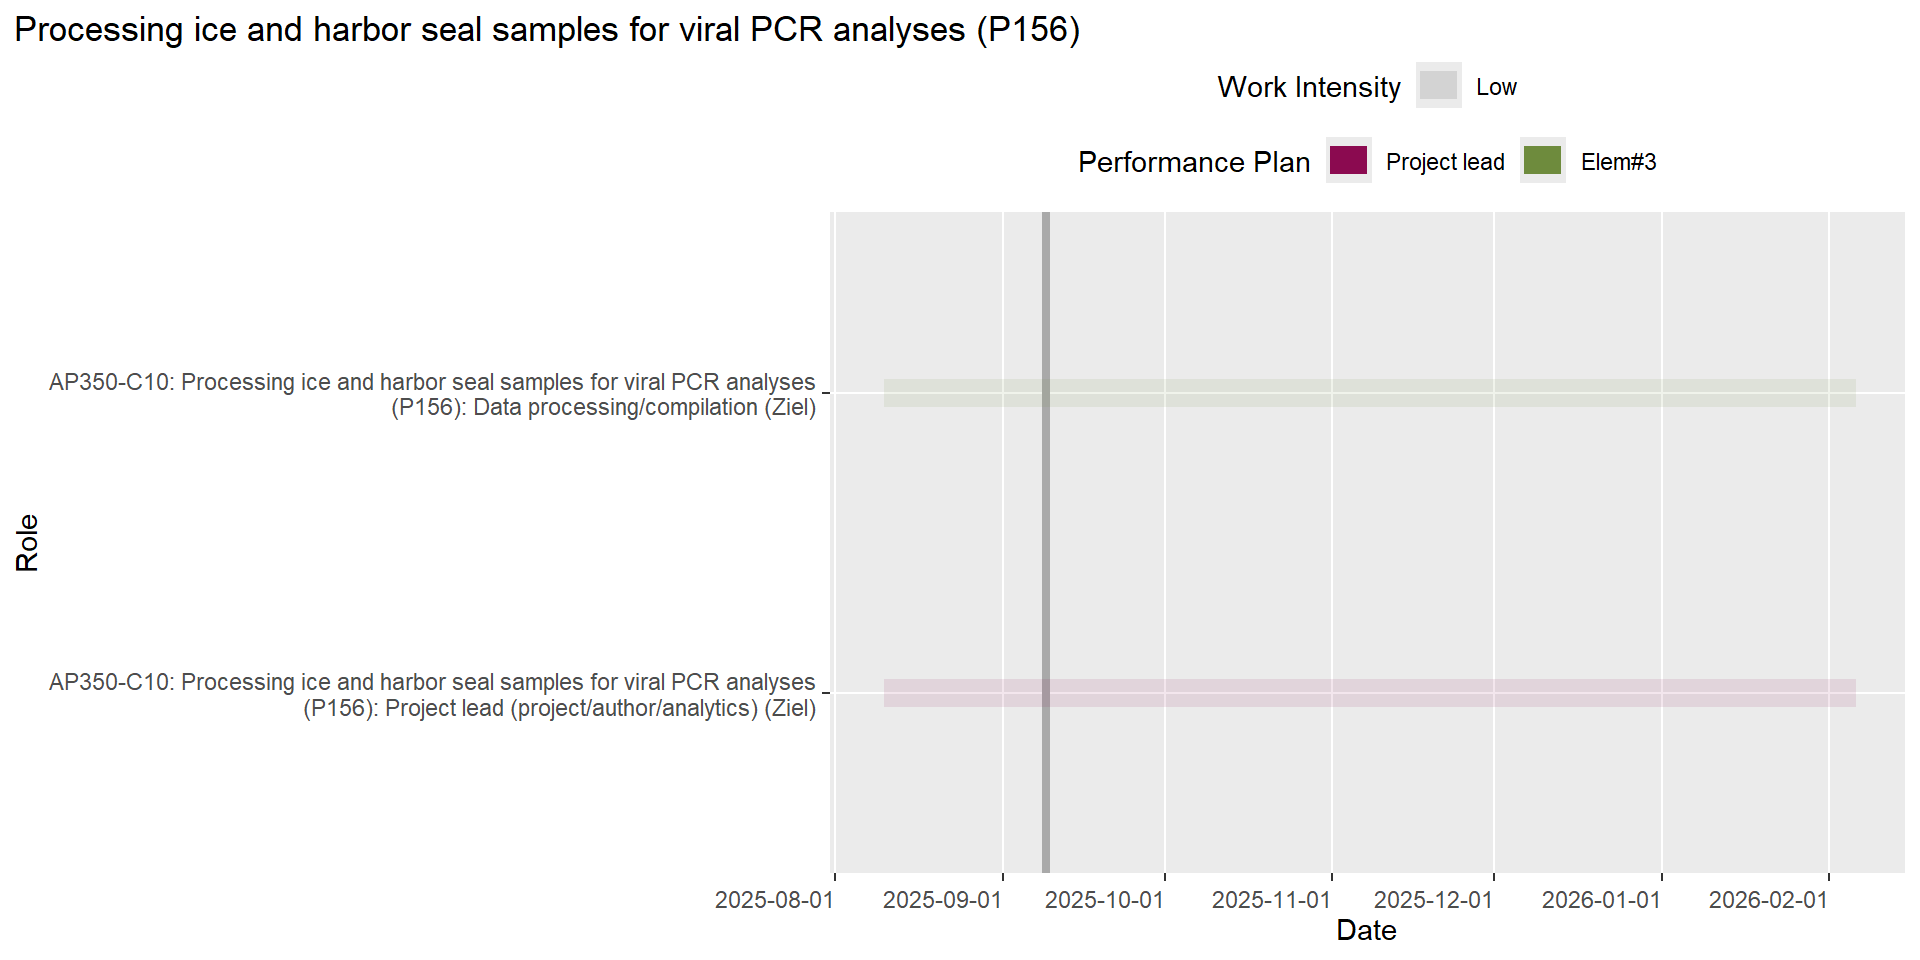 Processing ice and harbor seal samples for viral PCR analyses (P156)
Work Intensity Low
Performance Plan Project lead Elem#3
AP350-C10: Processing ice and harbor seal samples for viral PCR analyses
(P156): Data processing/compilation (Ziel)
Role
AP350-C10: Processing ice and harbor seal samples for viral PCR analyses
(P156): Project lead (project/author/analytics) (Ziel)
2025-08-01 2025-09-01 2025-10-01 2025-11-01 2025-12-01 2026-01-01 2026-02-01
Date